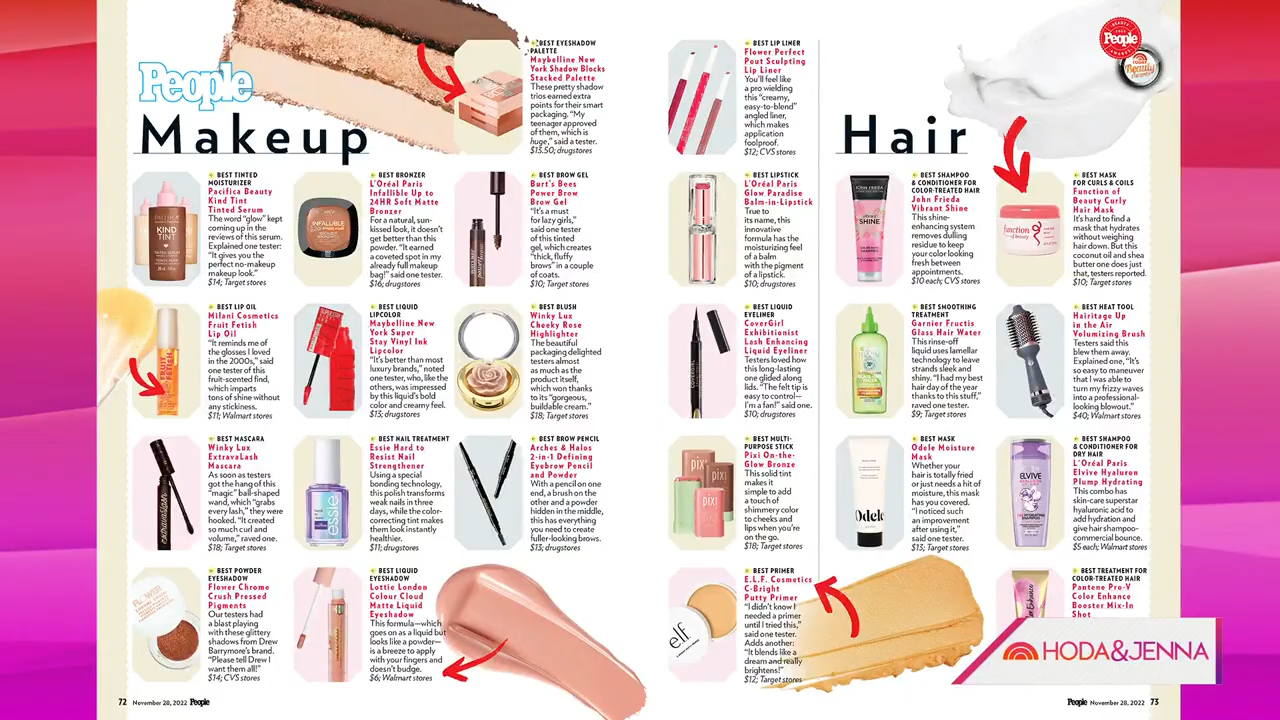 People
Makeup
BEST EYESHADOW
PALETTE
Maybelline New
York Shadow Blocks
Stacked Palette
These pretty shadow
trios earned extra
points for their smart
packaging. “My
teenager approved
of them, which is
huge,” said a tester.
$13.50; drugstores
BEST TINTED
MOISTURIZER
Pacifica Beauty
Kind Tint
Tinted Serum
The word “glow” kept
coming up in the
reviews of this serum.
Explained one tester:
“It gives you the
perfect no-makeup
makeup look.”
$14; Target stores
BEST BRONZER
L’Oréal Paris
Infallible Up to
24HR Soft Matte
Bronzer
For a natural, sun-
kissed look, it doesn’t
get better than this
powder. “It earned
a coveted spot in my
already full makeup
bag!” said one tester.
$16; drugstores
BEST BROW GEL
Burt’s Bees
Power Brow
Brow Gel
“It’s a must
for lazy girls,”
said one tester
of this tinted
gel, which creates
“thick, fluffy
brows” in a couple
of coats.
$10; Target stores
BEST LIP OIL
Milani Cosmetics
Fruit Fetish
Lip Oil
“It reminds me of
the glosses I loved
in the 2000s,” said
one tester of this
fruit-scented find,
which imparts
tons of shine without
any stickiness.
$11; Walmart stores
BEST LIQUID
LIPCOLOR
Maybelline New
York Super
Stay Vinyl Ink
Lipcolor
“It’s better than most
luxury brands,” noted
one tester, who, like the
others, was impressed
by this liquid’s bold
color and creamy feel.
$13; drugstores
BEST BLUSH
Winky Lux
Cheeky Rose
Highlighter
The beautiful
packaging delighted
testers almost
as much as the
product itself,
which won thanks
to its “gorgeous,
buildable cream.”
$18; Target stores
BEST MASCARA
Winky Lux
ExtravaLash
Mascara
As soon as testers
got the hang of this
“magic” ball-shaped
wand, which “grabs
every lash,” they were
hooked. “It created
so much curl and
volume,” raved one.
$18; Target stores
BEST NAIL TREATMENT
Essie Hard to
Resist Nail
Strengthener
Using a special
bonding technology,
this polish transforms
weak nails in three
days, while the color-
correcting tint makes
them look instantly
healthier.
$11; drugstores
BEST BROW PENCIL
Arches & Halos
2-in-1 Defining
Eyebrow Pencil
and Powder
With a pencil on one
end, a brush on the
other and a powder
hidden in the middle,
this has everything
you need to create
fuller-looking brows.
$13; drugstores
BEST POWDER
EYESHADOW
Flower Chrome
Crush Pressed
Pigments
Our testers had
a blast playing
with these glittery
shadows from Drew
Barrymore’s brand.
“Please tell Drew I
want them all!”
$14; CVS stores
BEST LIQUID
EYESHADOW
Lottie London
Colour Cloud
Matte Liquid
Eyeshadow
This formula—which
goes on as a liquid but
looks like a powder—
is a breeze to apply
with your fingers and
doesn’t budge.
$6; Walmart stores
72 November 28, 2022 People
BEST LIP LINER
Flower Perfect
Pout Sculpting
Lip Liner
You’ll feel like
a pro wielding
this “creamy,
easy-to-blend”
angled liner,
which makes
application
foolproof.
$12; CVS stores
BEST LIPSTICK
L’Oréal Paris
Glow Paradise
Balm-in-Lipstick
True to
its name, this
innovative
formula has the
moisturizing feel
of a balm
with the pigment
of a lipstick.
$10; drugstores
BEST LIQUID
EYELINER
CoverGirl
Exhibitionist
Lash Enhancing
Liquid Eyeliner
Testers loved how
this long-lasting
one glided along
lids. “The felt tip is
easy to control—
I’m a fan!” said one.
$10; drugstores
BEST MULTI-
PURPOSE STICK
Pixi On-the-
Glow Bronze
This solid tint
makes it
simple to add
a touch of
shimmery color
to cheeks and
lips when you’re
on the go.
$18; Target stores
BEST PRIMER
E.L.F. Cosmetics
C-Bright
Putty Primer
“I didn’t know I
needed a primer
until I tried this,”
said one tester.
Adds another:
“It blends like a
dream and really
brightens!”
$12; Target stores
Hair
BEST SHAMPOO
& CONDITIONER FOR
COLOR-TREATED HAIR
John Frieda
Vibrant Shine
This shine-
enhancing system
removes dulling
residue to keep
your color looking
fresh between
appointments.
$10 each; CVS stores
BEST MASK
FOR CURLS & COILS
Function of
Beauty Curly
Hair Mask
It’s hard to find a
mask that hydrates
without weighing
hair down. But this
coconut oil and shea
butter one does just
that, testers reported.
$10; Target stores
BEST SMOOTHING
TREATMENT
Garnier Fructis
Glass Hair Water
This rinse-off
liquid uses lamellar
technology to leave
strands sleek and
shiny. “I had my best
hair day of the year
thanks to this stuff,”
raved one tester.
$9; Target stores
BEST HEAT TOOL
Hairitage Up
in the Air
Volumizing Brush
Testers said this
blew them away.
Explained one, “It’s
so easy to maneuver
that I was able to
turn my frizzy waves
into a professional-
looking blowout.”
$40; Walmart stores
BEST MASK
Odele Moisture
Mask
Whether your
hair is totally fried
or just needs a hit of
moisture, this mask
has you covered.
“I noticed such
an improvement
after using it,”
said one tester.
$13; Target stores
BEST SHAMPOO
& CONDITIONER FOR
DRY HAIR
L’Oréal Paris
Elvive Hyaluron
Plump Hydrating
This combo has
skin-care superstar
hyaluronic acid to
add hydration and
give hair shampoo-
commercial bounce.
$5 each; Walmart stores
BEST TREATMENT FOR
COLOR-TREATED HAIR
Pantene Pro-V
Color Enhance
Booster Mix-In
Shot
People November 28, 2022 73
HODA&JENNA
BEAUTY
People
AWARDS
KIND
TINT
INFALLIBLE
JOHN FRIEDA
SHINE
function
of beauty
essie
PIXI
PIXI
Odele
ELVIVE
elf